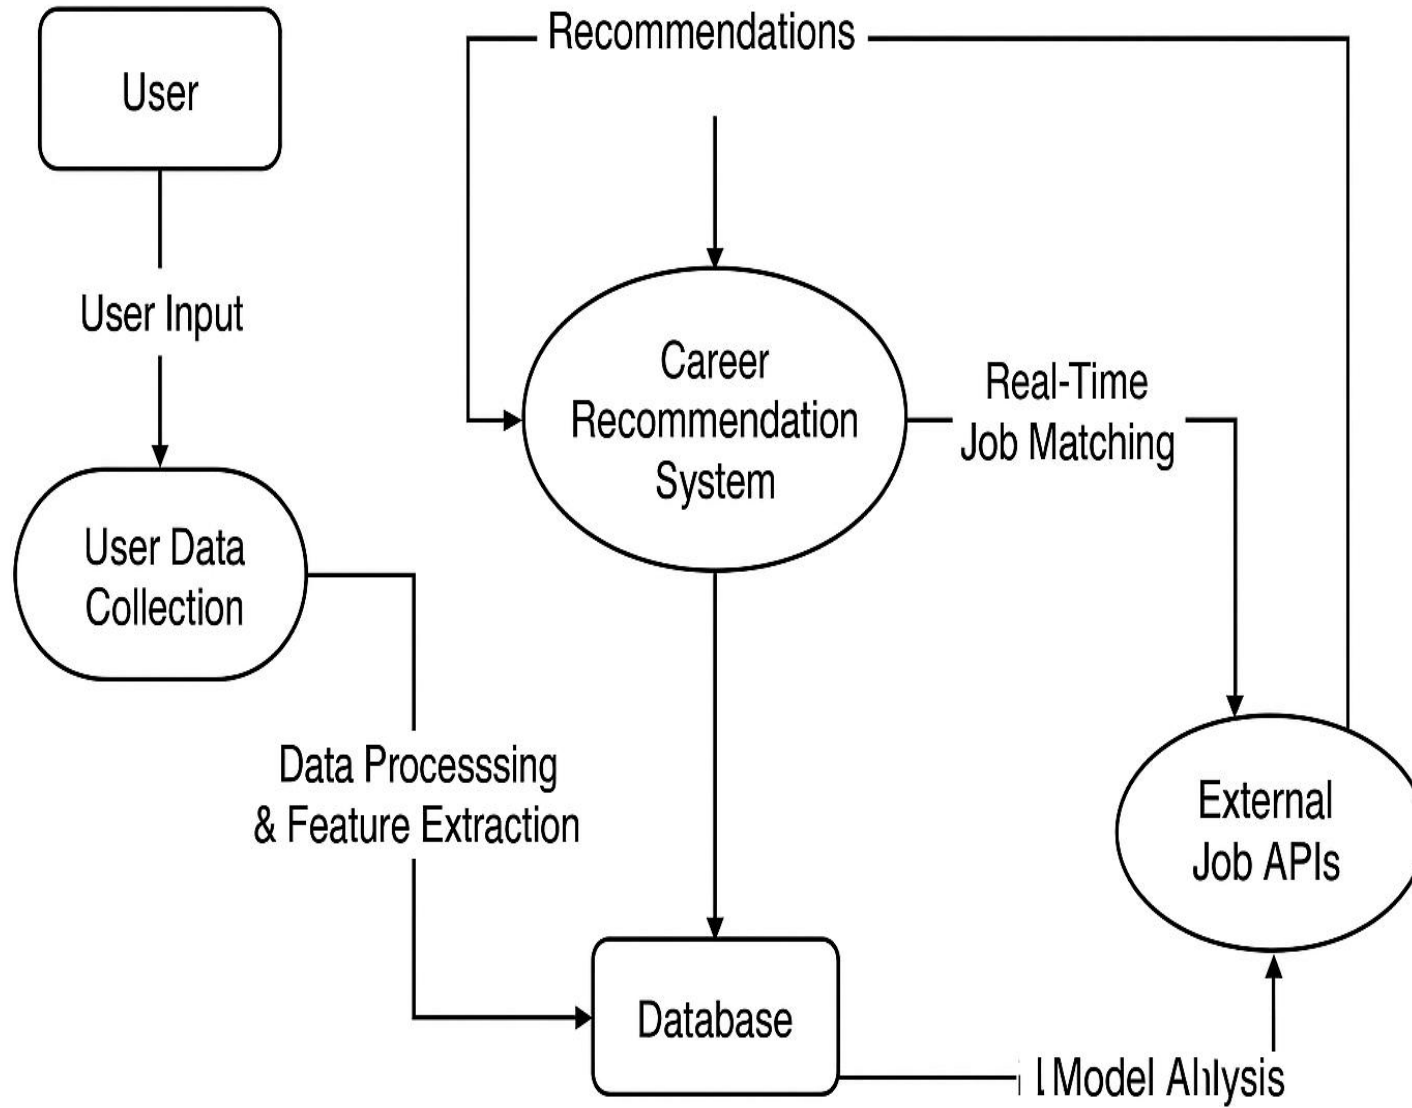 Recommendations
User
User Input
Career
Recommendation
System
Real-Time
Job Matching
User Data
Collection
Data Processsing
& Feature Extraction
External
Job APIs
Database
Model